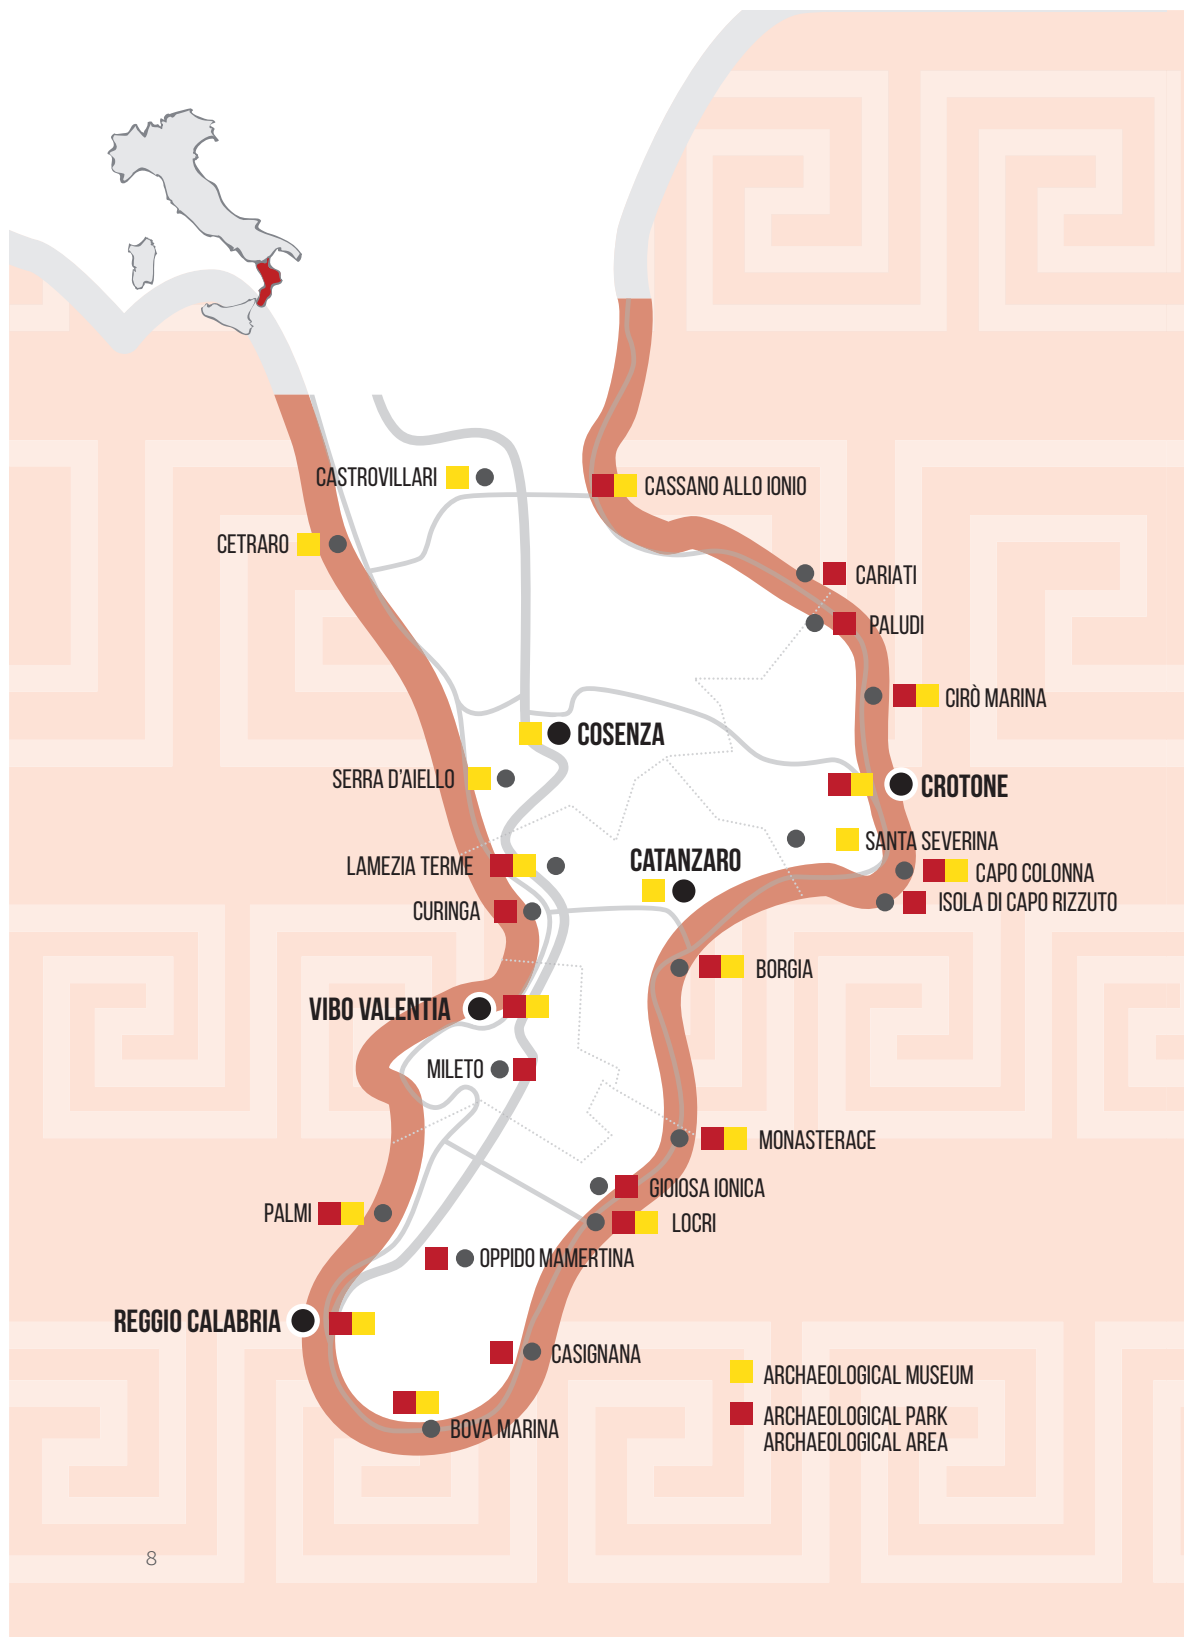 CASTROVILLARI
CASSANO ALLO IONIO
CETRARO
CARIATI
PALUDI
CIRÒ MARINA
COSENZA
SERRA D'AIELLO
CROTONE
SANTA SEVERINA
CATANZARO
LAMEZIA TERME
CAPO COLONNA
ISOLA DI CAPO RIZZUTO
CURINGA
BORGIA
VIBO VALENTIA
MILETO
MONASTERACE
GIOIOSA IONICA
PALMI
LOCRI
OPPIDO MAMERTINA
REGGIO CALABRIA
CASIGNANA
BOVA MARINA
ARCHAEOLOGICAL MUSEUM
ARCHAEOLOGICAL PARK
ARCHAEOLOGICAL AREA
8